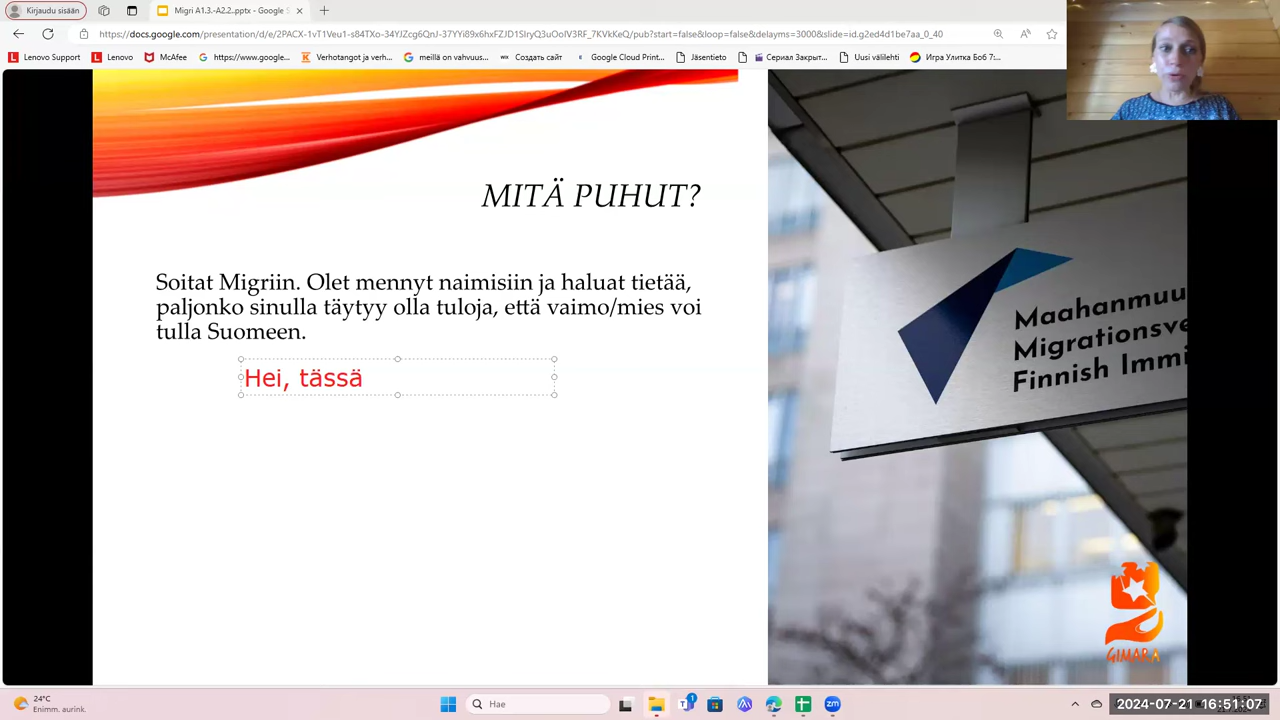 Kirjaudu sisään
Migri A1.3.-A2.2..pptx - Google S
https://docs.google.com/presentation/d/e/2PACX-1vT1Veu1-s84TXo-34YJZcg6QnJ-37YYi89x6hxFZJD1SIryQ3uOolV3RF_7KVkKeQ/pub?start=false&loop=false&delayms=3000&slide=id.g2ed4d1be7aa_0_40
Lenovo Support
Lenovo
McAfee
https://www.google...
Verhotangot ja verh...
meillä on vahvuus...
Создать сайт
Google Cloud Print...
Jäsentieto
Сериал Закрыт...
Uusi välilehti
Игра Улитка Боб 7:...
MITÄ PUHUT?
Soitat Migriin. Olet mennyt naimisiin ja haluat tietää,
paljonko sinulla täytyy olla tuloja, että vaimo/mies voi
tulla Suomeen.
Hei, tässä
Maahanmuu
Migrationsve
Finnish Immi
GIMARA
24°C
Enimm. aurink.
Hae
2024-07-21 16:51:07